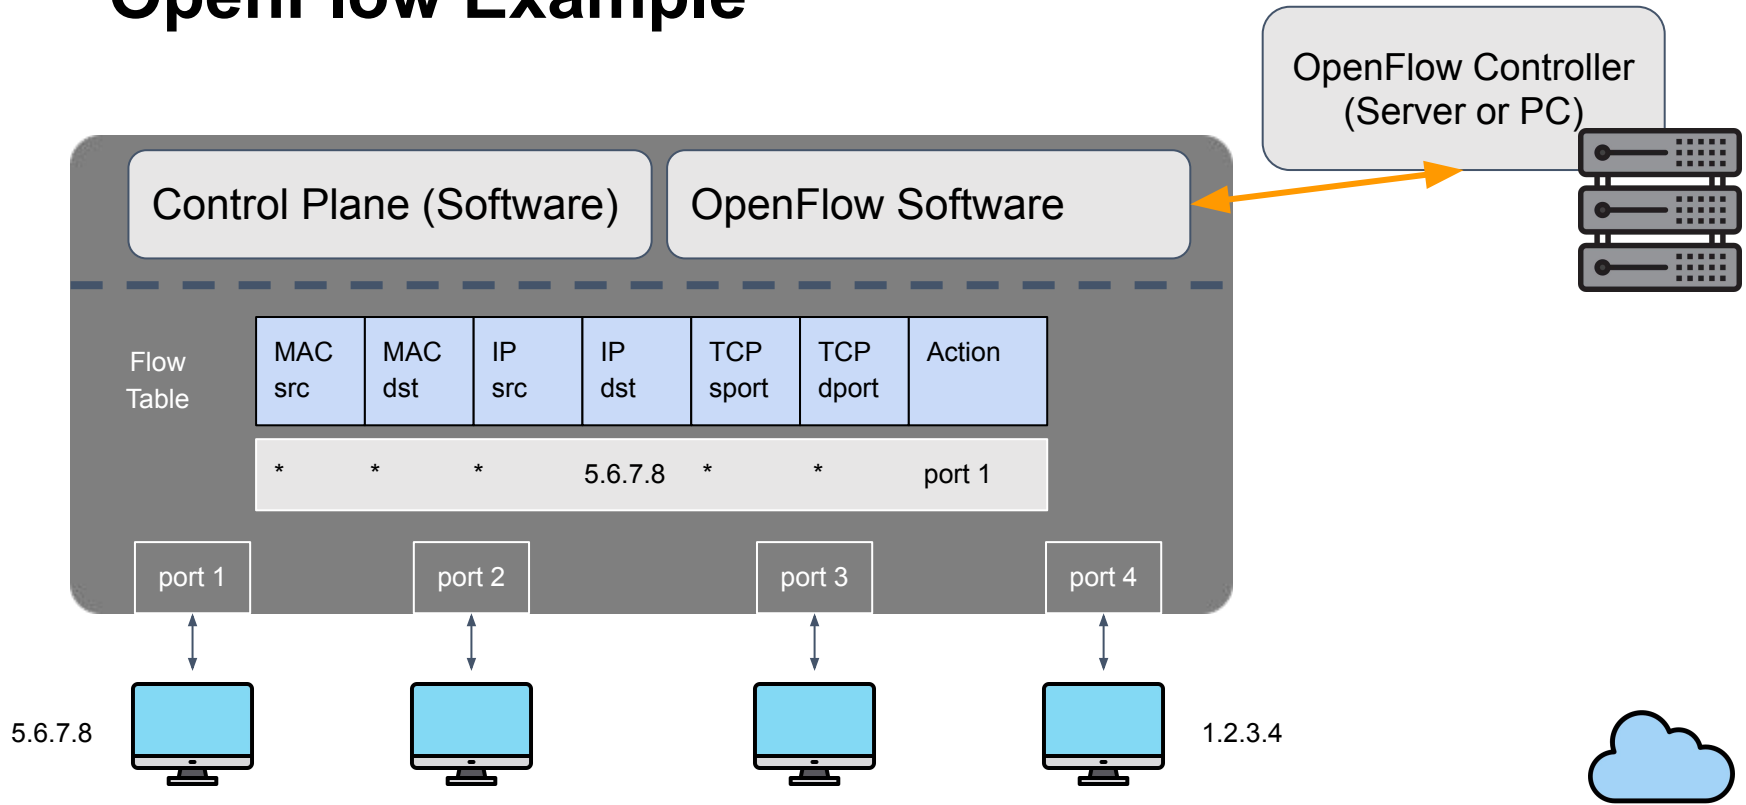 OpenFlow Example
OpenFlow Controller
(Server or PC)
Control Plane (Software)
OpenFlow Software
Flow
Table
MAC
src
MAC
dst
IP
src
IP
dst
TCP
sport
TCP
dport
Action
* * * 5.6.7.8 * * port 1
port 1
port 2
port 3
port 4
5.6.7.8
1.2.3.4